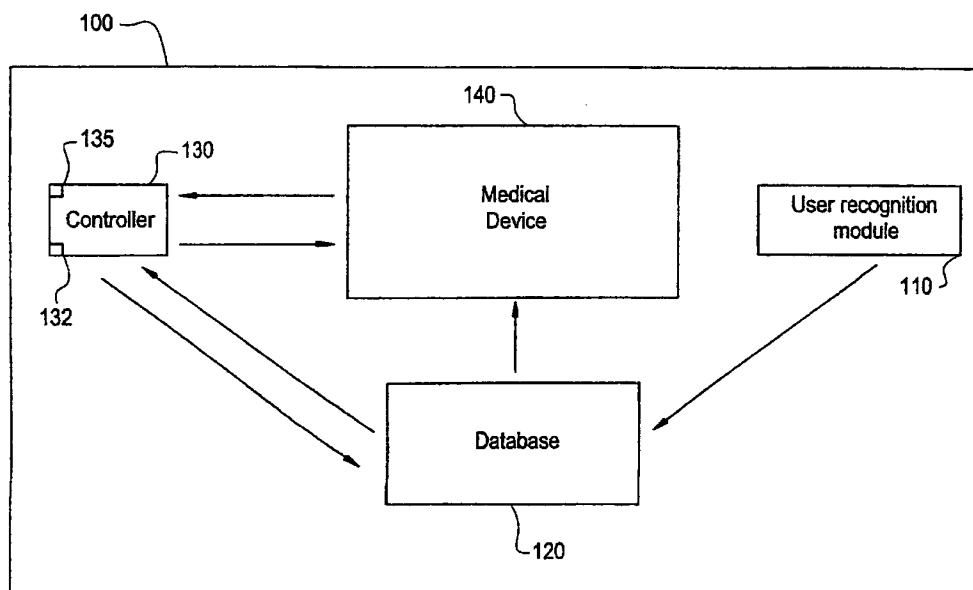 100
140
135
130
Medical
Device
Controller
User recognition
module
132
110
Database
120